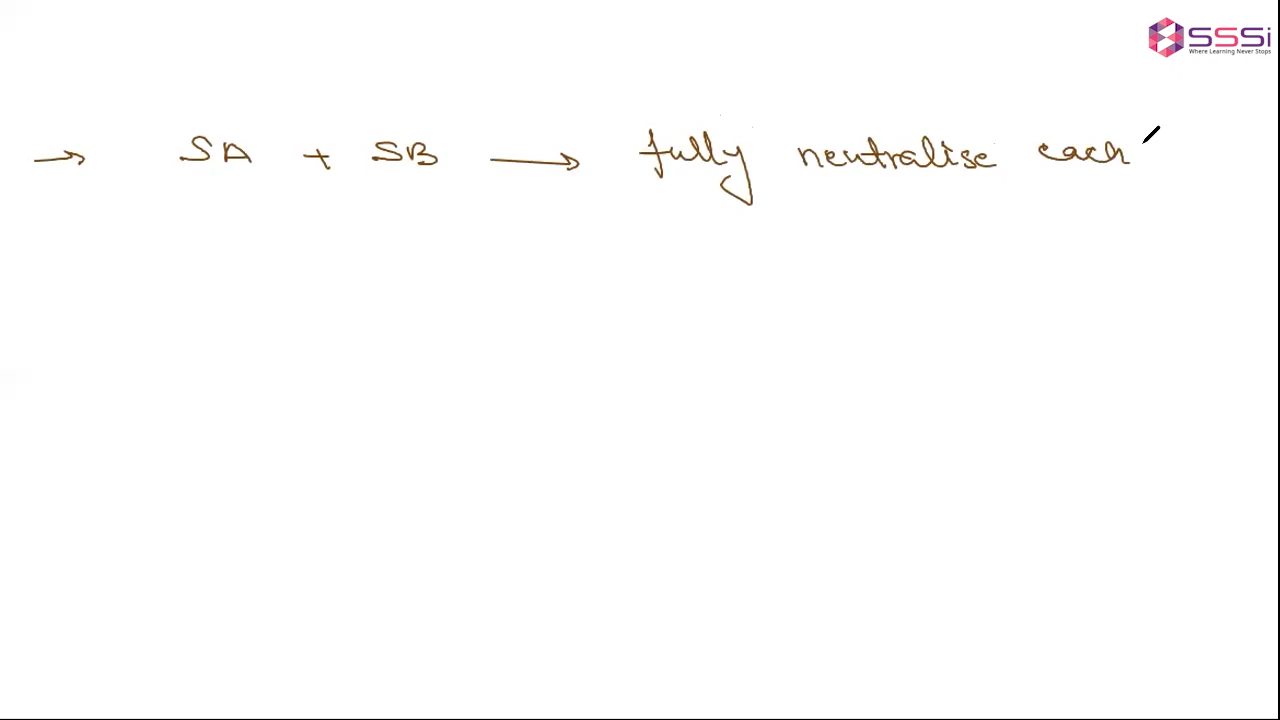 SSSi
Where Learning Never Stops
→ SA + SB → fully neutralise each